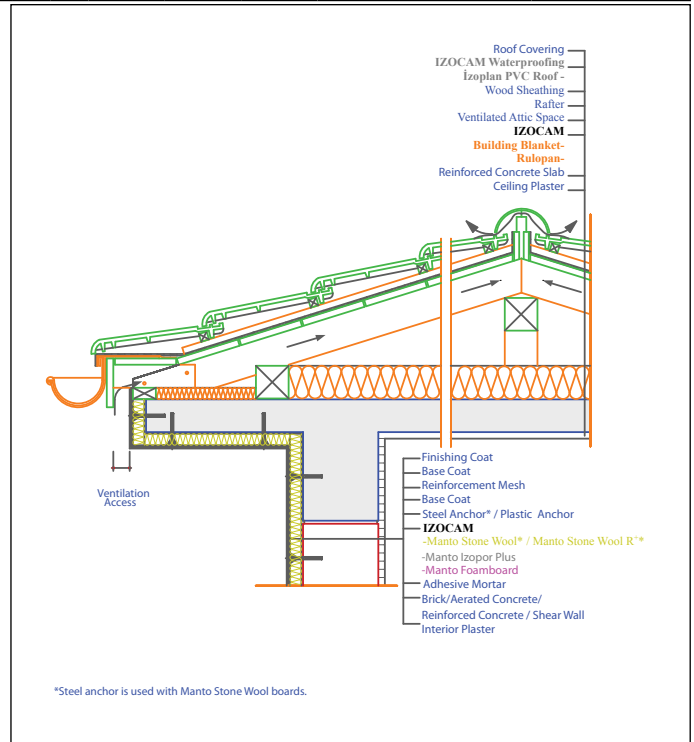 Roof Covering
IZOCAM Waterproofing
İzoplan PVC Roof -
Wood Sheathing
Rafter
Ventilated Attic Space
IZOCAM
Building Blanket-
Rulopan-
Reinforced Concrete Slab
Ceiling Plaster
Ventilation
Access
Finishing Coat
Base Coat
Reinforcement Mesh
Base Coat
Steel Anchor* / Plastic Anchor
IZOCAM
-Manto Stone Wool* / Manto Stone Wool R+*
-Manto Izopor Plus
-Manto Foamboard
Adhesive Mortar
Brick/Aerated Concrete/
Reinforced Concrete / Shear Wall
Interior Plaster
*Steel anchor is used with Manto Stone Wool boards.